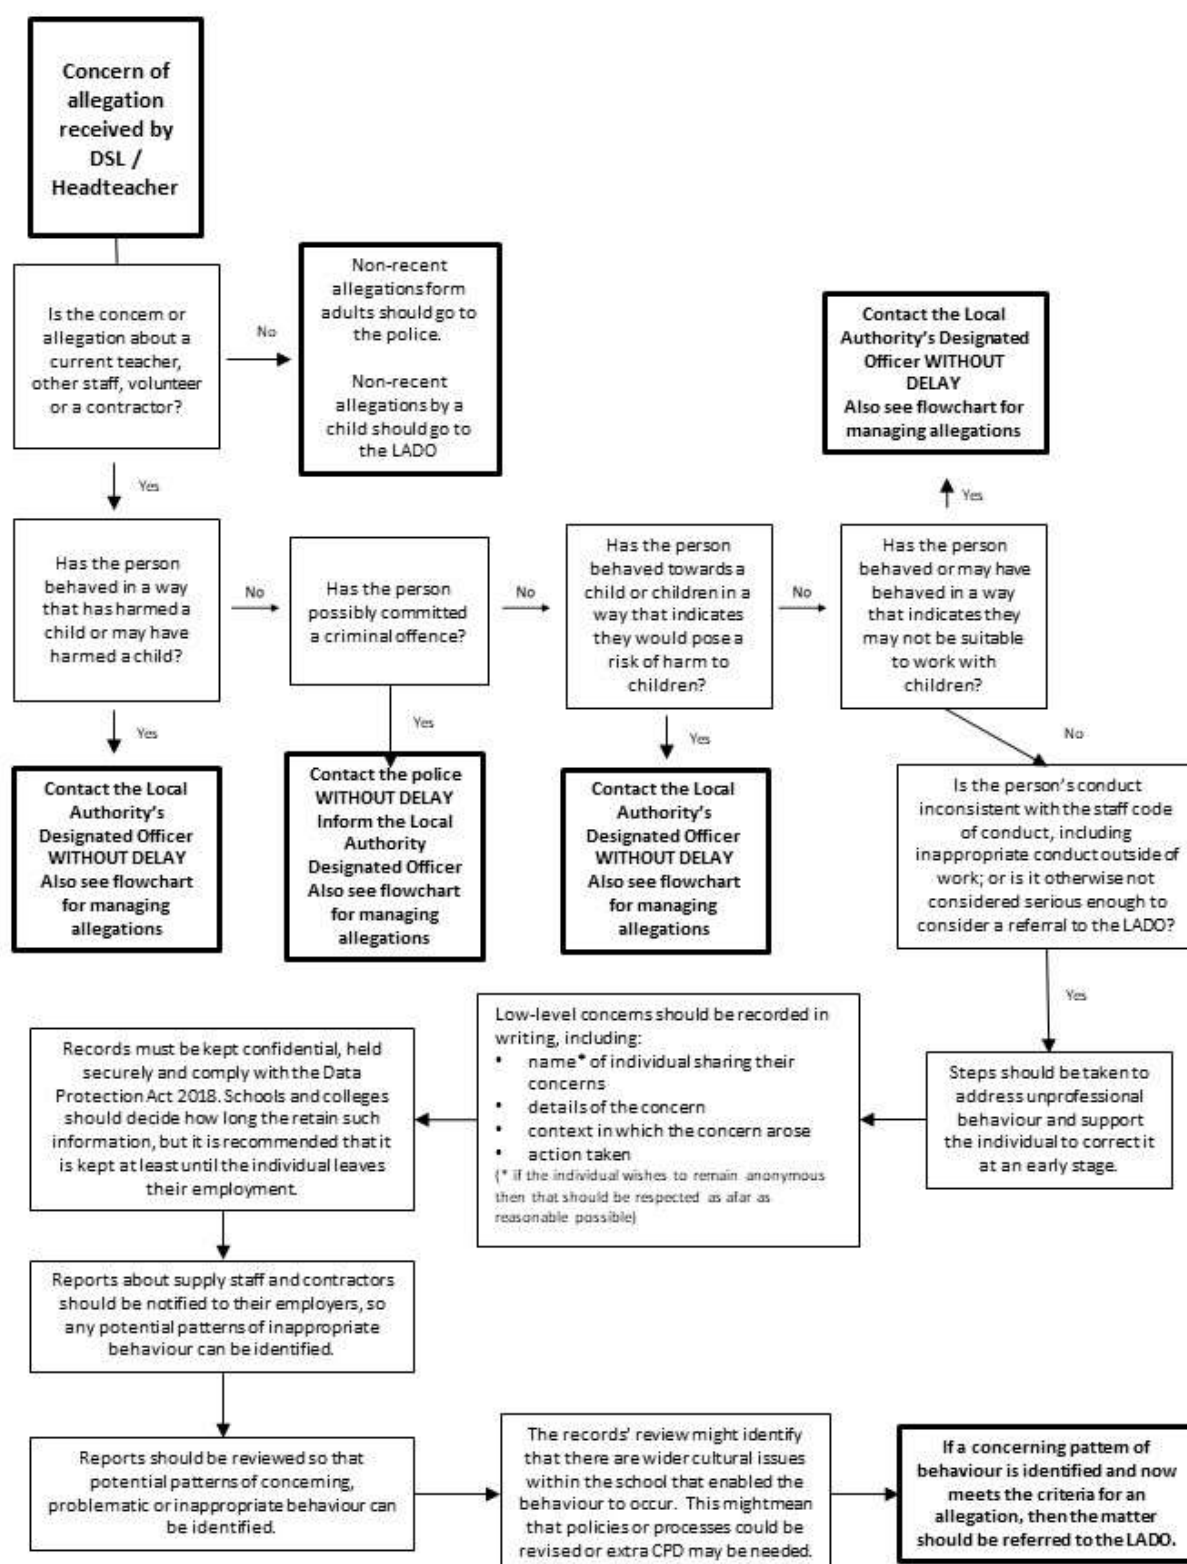 Concern of
allegation
received by
DSL /
Headteacher
Is the concern or
allegation about a
current teacher,
other staff, volunteer
or a contractor?
No
Non-recent
allegations form
adults should go to
the police.
Non-recent
allegations by a
child should go to
the LADO
Contact the Local
Authority's Designated
Officer WITHOUT
DELAY
Also see flowchart for
managing allegations
Yes
Yes
Has the person
behaved in a way
that has harmed a
child or may have
harmed a child?
No
Has the person
possibly committed
a criminal offence?
No
Has the person
behaved towards a
child or children in a
way that indicates
they would pose a
risk of harm to
children?
No
Has the person
behaved or may have
behaved in a way
that indicates they
may not be suitable
to work with
children?
Yes
Yes
Yes
No
Contact the Local
Authority's
Designated Officer
WITHOUT DELAY
Also see flowchart
for managing
allegations
Contact the police
WITHOUT DELAY
Inform the Local
Authority
Designated Officer
Also see flowchart
for managing
allegations
Contact the Local
Authority's
Designated Officer
WITHOUT DELAY
Also see flowchart
for managing
allegations
Is the person's conduct
inconsistent with the staff code
of conduct, including
inappropriate conduct outside of
work; or is it otherwise not
considered serious enough to
consider a referral to the LADO?
Yes
Steps should be taken to
address unprofessional
behaviour and support
the individual to correct it
at an early stage.
Low-level concerns should be recorded in
writing, including:
• name* of individual sharing their
concerns
• details of the concern
• context in which the concern arose
• action taken
(* if the individual wishes to remain anonymous
then that should be respected as afar as
reasonable possible)
Records must be kept confidential, held
securely and comply with the Data
Protection Act 2018. Schools and colleges
should decide how long the retain such
information, but it is recommended that it
is kept at least until the individual leaves
their employment.
Reports about supply staff and contractors
should be notified to their employers, so
any potential patterns of inappropriate
behaviour can be identified.
Reports should be reviewed so that
potential patterns of concerning,
problematic or inappropriate behaviour can
be identified.
The records' review might identify
that there are wider cultural issues
within the school that enabled the
behaviour to occur. This might mean
that policies or processes could be
revised or extra CPD may be needed.
If a concerning pattern of
behaviour is identified and now
meets the criteria for an
allegation, then the matter
should be referred to the LADO.